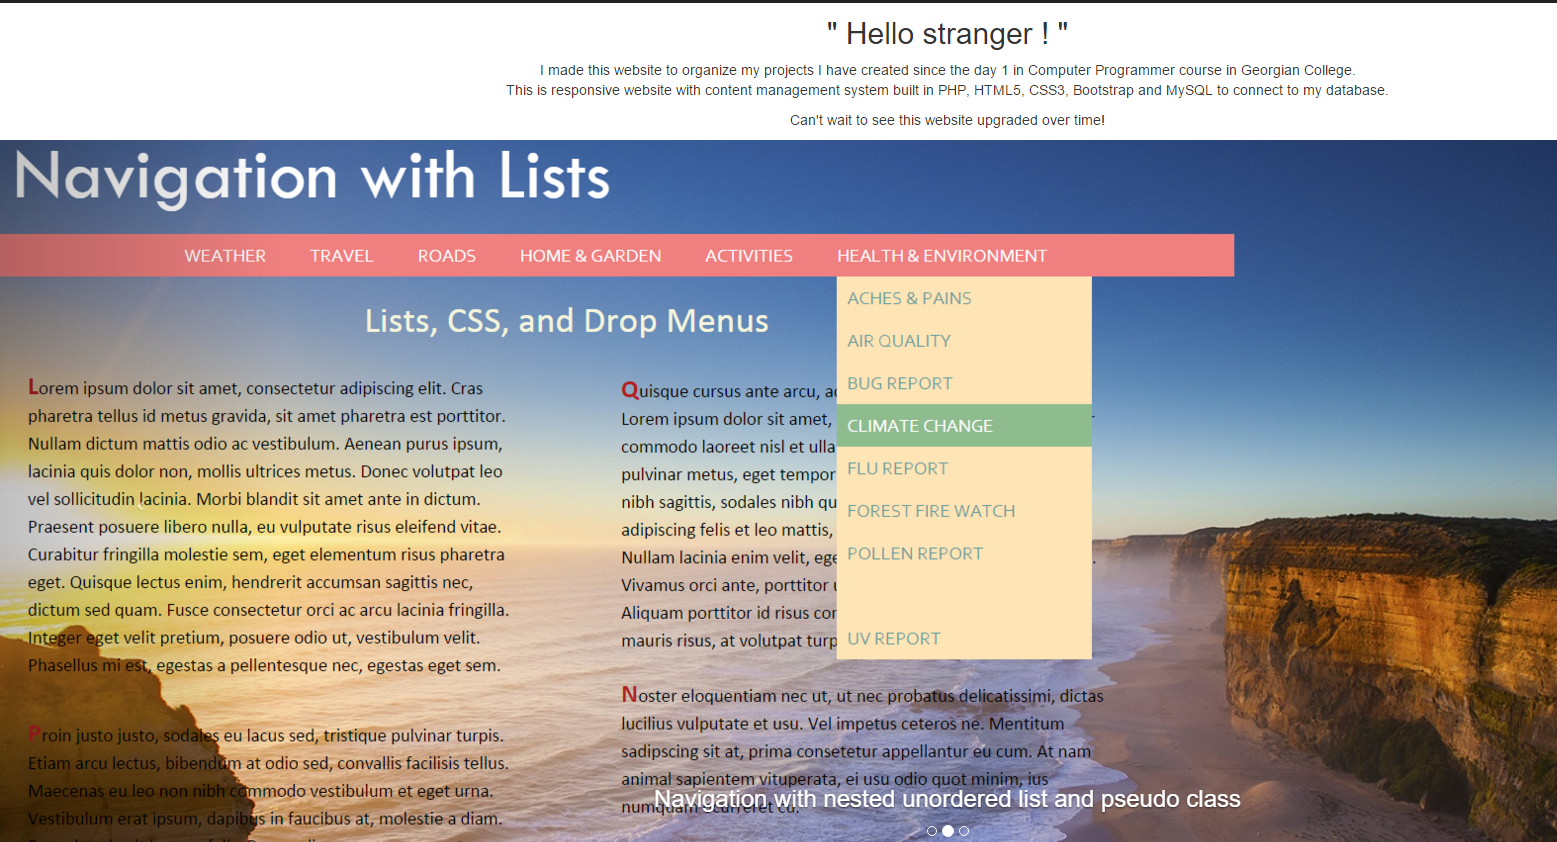 " Hello stranger ! "
I made this website to organize my projects I have created since the day 1 in Computer Programmer course in Georgian College.
This is responsive website with content management system built in PHP, HTML5, CSS3, Bootstrap and MySQL to connect to my database.
Can't wait to see this website upgraded over time!
Navigation with Lists
WEATHER TRAVEL ROADS HOME & GARDEN ACTIVITIES HEALTH & ENVIRONMENT
ACHES & PAINS
AIR QUALITY
BUG REPORT
CLIMATE CHANGE
FLU REPORT
FOREST FIRE WATCH
POLLEN REPORT
UV REPORT
Lists, CSS, and Drop Menus
Lorem ipsum dolor sit amet, consectetur adipiscing elit. Cras
pharetra tellus id metus gravida, sit amet pharetra est porttitor.
Nullam dictum mattis odio ac vestibulum. Aenean purus ipsum,
lacinia quis dolor non, mollis ultrices metus. Donec volutpat leo
vel sollicitudin lacinia. Morbi blandit sit amet ante in dictum.
Praesent posuere libero nulla, eu vulputate risus eleifend vitae.
Curabitur fringilla molestie sem, eget elementum risus pharetra
eget. Quisque lectus enim, hendrerit accumsan sagittis nec,
dictum sed quam. Fusce consectetur orci ac arcu lacinia fringilla.
Integer eget velit pretium, posuere odio ut, vestibulum velit.
Phasellus mi est, egestas a pellentesque nec, egestas eget sem.
Proin justo justo, sodales eu lacus sed, tristique pulvinar turpis.
Etiam arcu lectus, bibendum at odio sed, convallis facilisis tellus.
Maecenas eu leo non nibh commodo vestibulum et eget urna.
Vestibulum erat ipsum, dapibus in faucibus at, molestie a diam.
Quisque cursus ante arcu,
Lorem ipsum dolor sit amet,
commodo laoreet nisl et ulla
pulvinar metus, eget tempor
nibh sagittis, sodales nibh qu
adipiscing felis et leo mattis,
Nullam lacinia enim velit, ege
Vivamus orci ante, porttitor
Aliquam porttitor id risus cor
mauris risus, at volutpat turp
Noster eloquentiam nec ut, ut nec probatus delicatissimi, dictas
lucilius vulputate et usu. Vel impetus ceteros ne. Mentitum
sadipscing sit at, prima consetetur appellantur eu cum. At nam
animal sapientem vituperata, ei usu odio quot minim, ius
numquam scurreret cu.
Navigation with nested unordered list and pseudo class